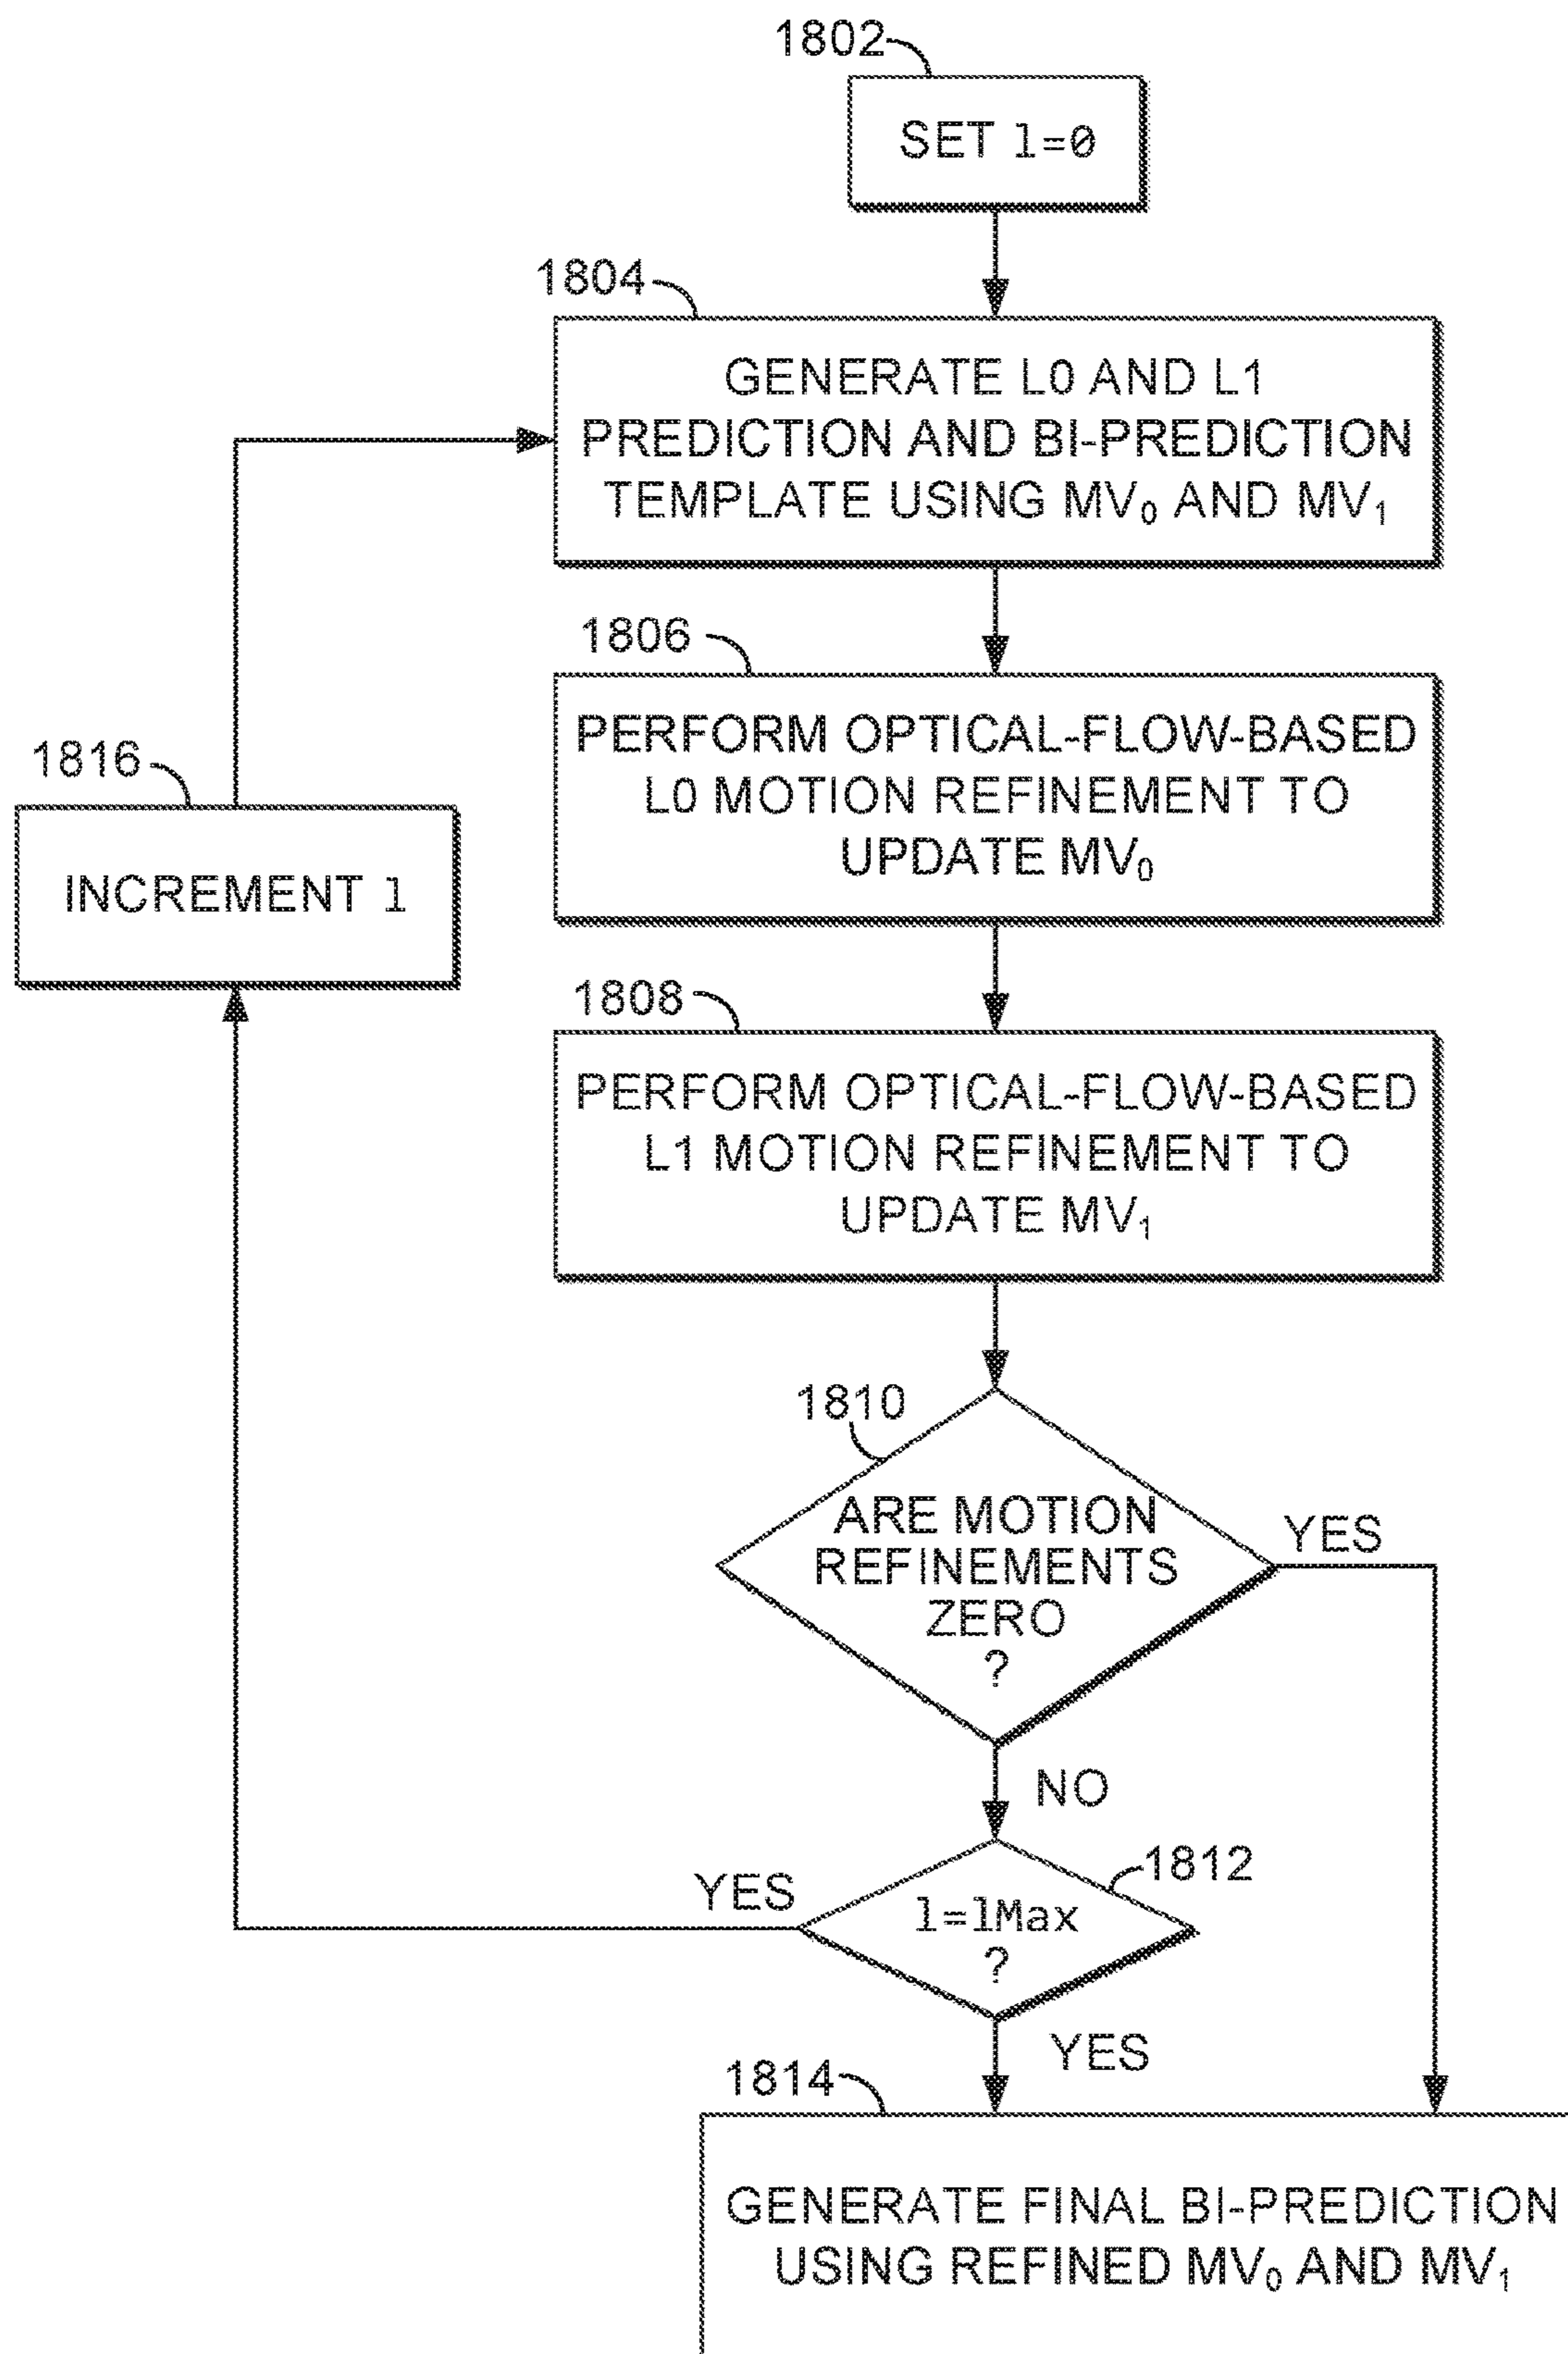 1802
SET l=0
1804
GENERATE L0 AND L1
PREDICTION AND BI-PREDICTION
TEMPLATE USING MV₀ AND MV₁
1806
PERFORM OPTICAL-FLOW-BASED
L0 MOTION REFINEMENT TO
UPDATE MV₀
1816
INCREMENT l
1808
PERFORM OPTICAL-FLOW-BASED
L1 MOTION REFINEMENT TO
UPDATE MV₁
1810
ARE MOTION
REFINEMENTS
ZERO
?
YES
NO
1812
YES
l=lMax
?
YES
1814
GENERATE FINAL BI-PREDICTION
USING REFINED MV₀ AND MV₁